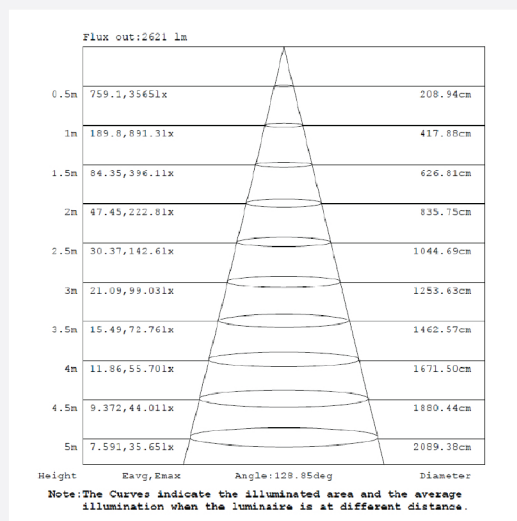 Flux out:2621 lm
0.5m 759.1,3565lx 208.94cm
1m 189.8,891.3lx 417.88cm
1.5m 84.35,396.1lx 626.81cm
2m 47.45,222.8lx 835.75cm
2.5m 30.37,142.6lx 1044.69cm
3m 21.09,99.03lx 1253.63cm
3.5m 15.49,72.76lx 1462.57cm
4m 11.86,55.70lx 1671.50cm
4.5m 9.372,44.01lx 1880.44cm
5m 7.591,35.65lx 2089.38cm
Height Eavg,Emax Angle:128.85deg Diameter
Note:The Curves indicate the illuminated area and the average
illumination when the luminaire is at different distance.